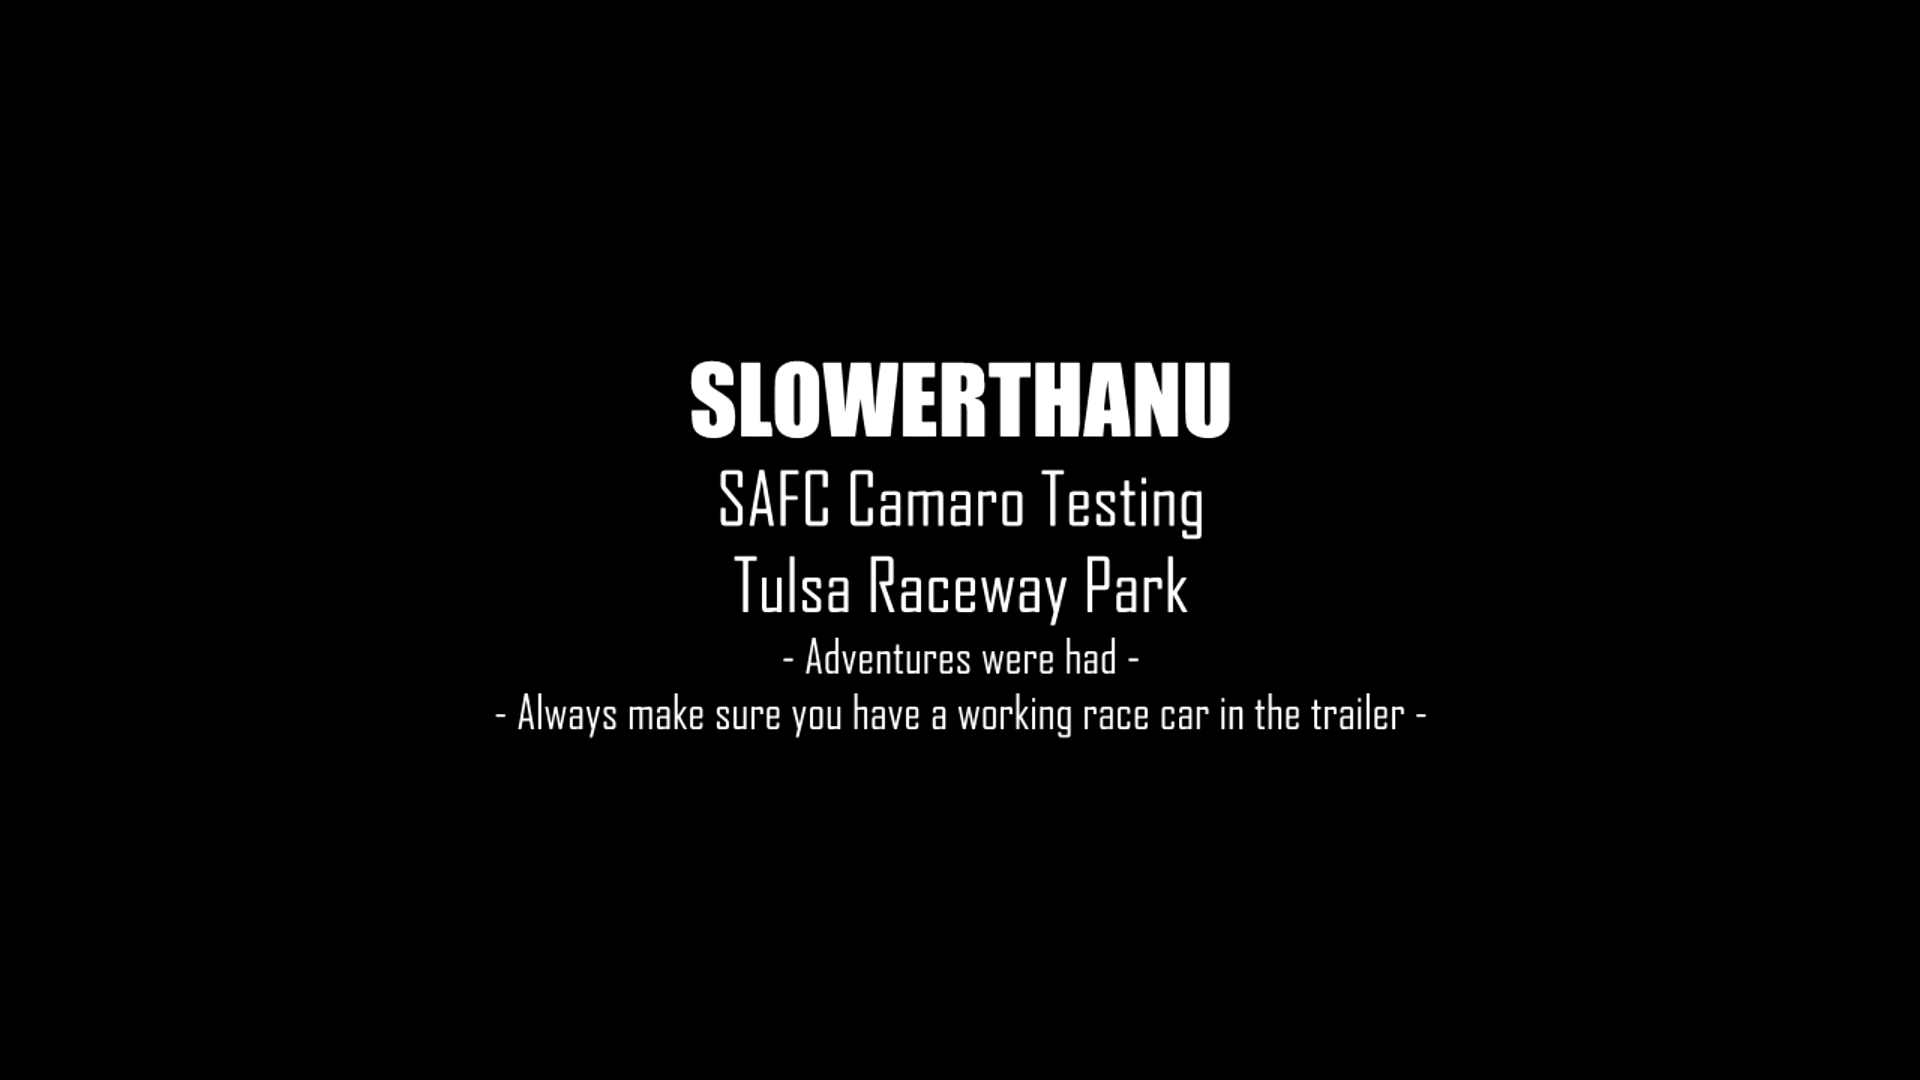 SLOWERTHANU
SAFC Camaro Testing
Tulsa Raceway Park
- Adventures were had -
- Always make sure you have a working race car in the trailer -